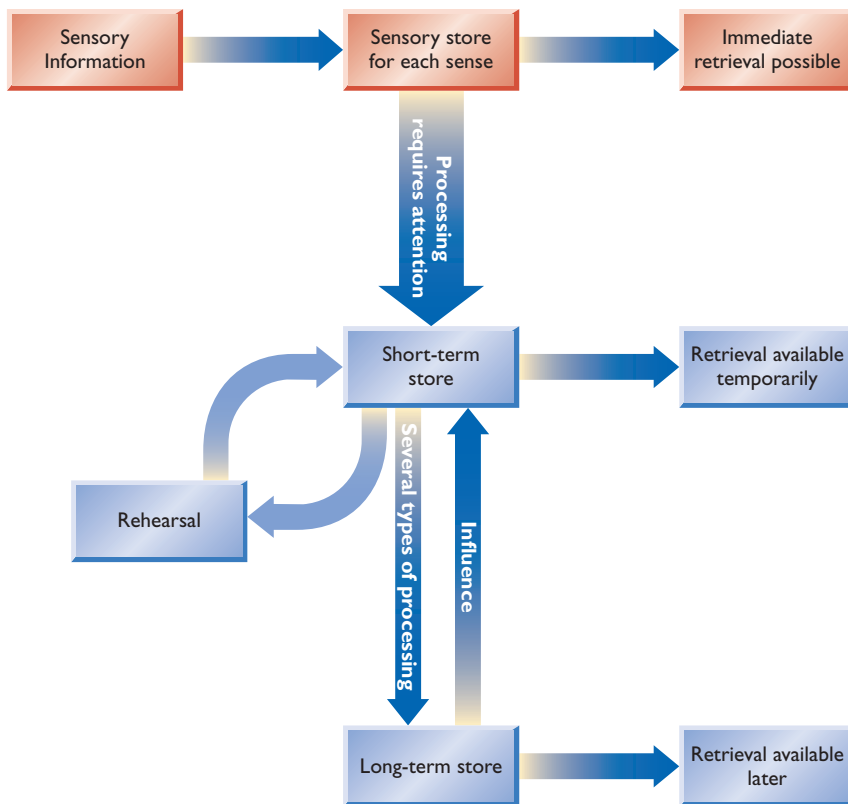 Sensory
Information
Sensory store
for each sense
Immediate
retrieval possible
Processing
requires attention
Short-term
store
Retrieval available
temporarily
Rehearsal
Several types of processing
Influence
Long-term store
Retrieval available
later